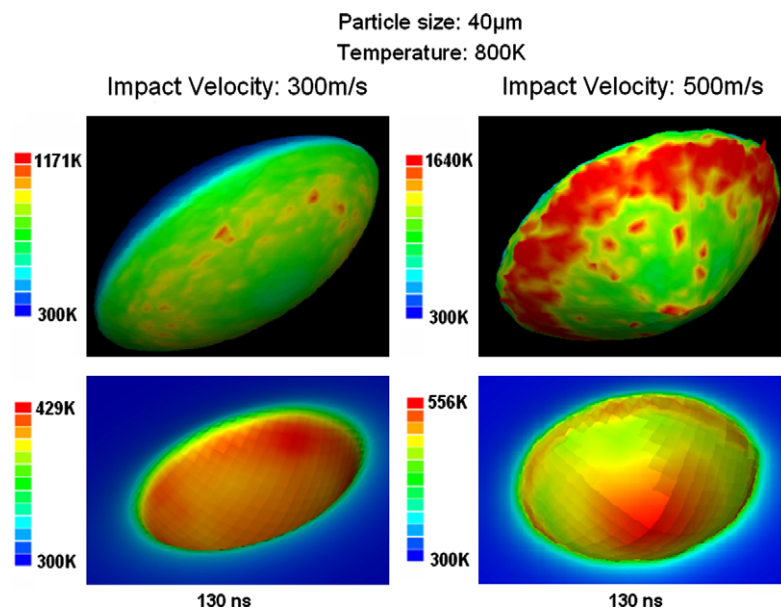 Particle size: 40µm
Temperature: 800K
Impact Velocity: 300m/s
Impact Velocity: 500m/s
1171K
300K
1640K
300K
429K
300K
556K
300K
130 ns
130 ns